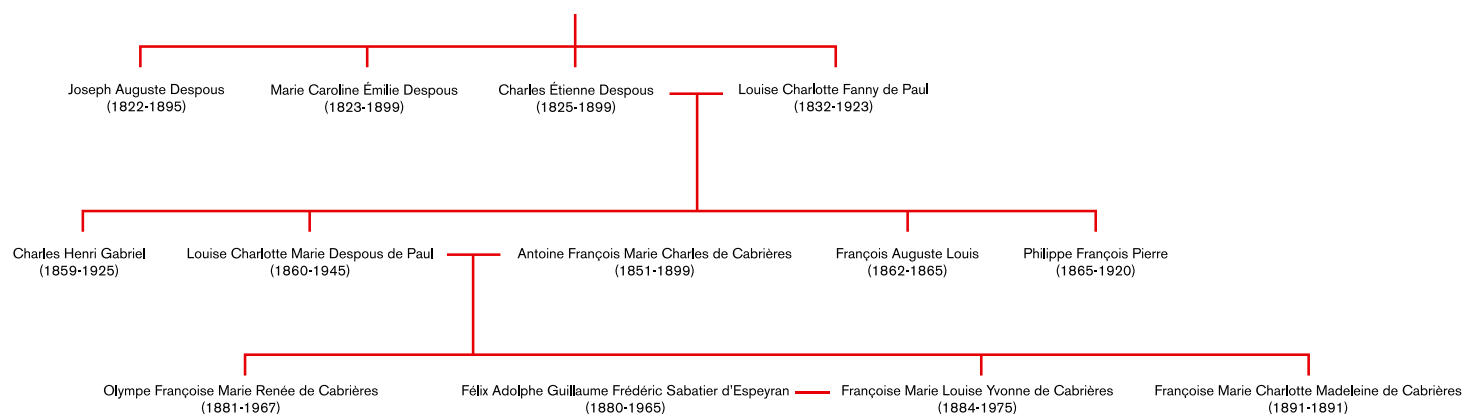 Joseph Auguste Despous
(1822-1895)
Marie Caroline Émilie Despous
(1823-1899)
Charles Étienne Despous
(1825-1899)
Louise Charlotte Fanny de Paul
(1832-1923)
Charles Henri Gabriel
(1859-1925)
Louise Charlotte Marie Despous de Paul
(1860-1945)
Antoine François Marie Charles de Cabrières
(1851-1899)
François Auguste Louis
(1862-1865)
Philippe François Pierre
(1865-1920)
Olympe Françoise Marie Renée de Cabrières
(1881-1967)
Félix Adolphe Guillaume Frédéric Sabatier d’Espeyran
(1880-1965)
Françoise Marie Louise Yvonne de Cabrières
(1884-1975)
Françoise Marie Charlotte Madeleine de Cabrières
(1891-1891)